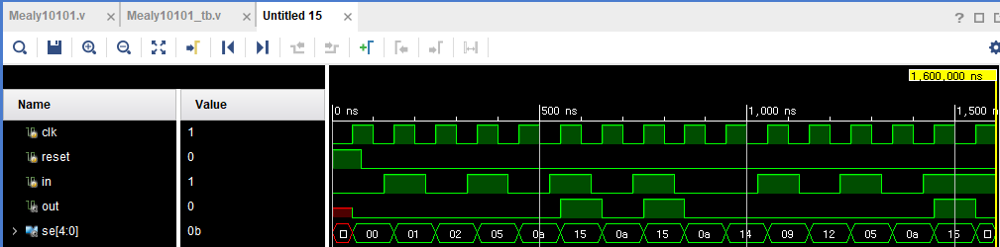 Mealy10101.v × Mealy10101_tb.v × Untitled 15 ×
?
1,600,000 ns
Name Value
0 ns 500 ns 1,000 ns 1,500 n
clk 1
reset 0
in 1
out 0
se[4:0] 0b 00 01 02 05 0a 15 0a 15 0a 14 09 12 05 0a 15